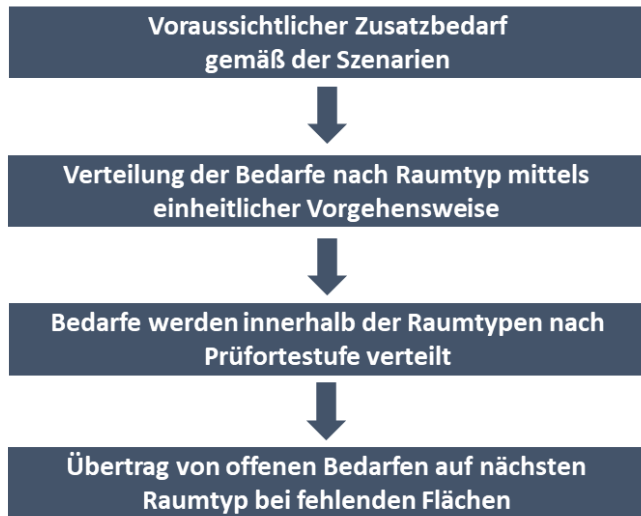 Voraussichtlicher Zusatzbedarf
gemäß der Szenarien
Verteilung der Bedarfe nach Raumtyp mittels
einheitlicher Vorgehensweise
Bedarfe werden innerhalb der Raumtypen nach
Prüfortestufe verteilt
Übertrag von offenen Bedarfen auf nächsten
Raumtyp bei fehlenden Flächen